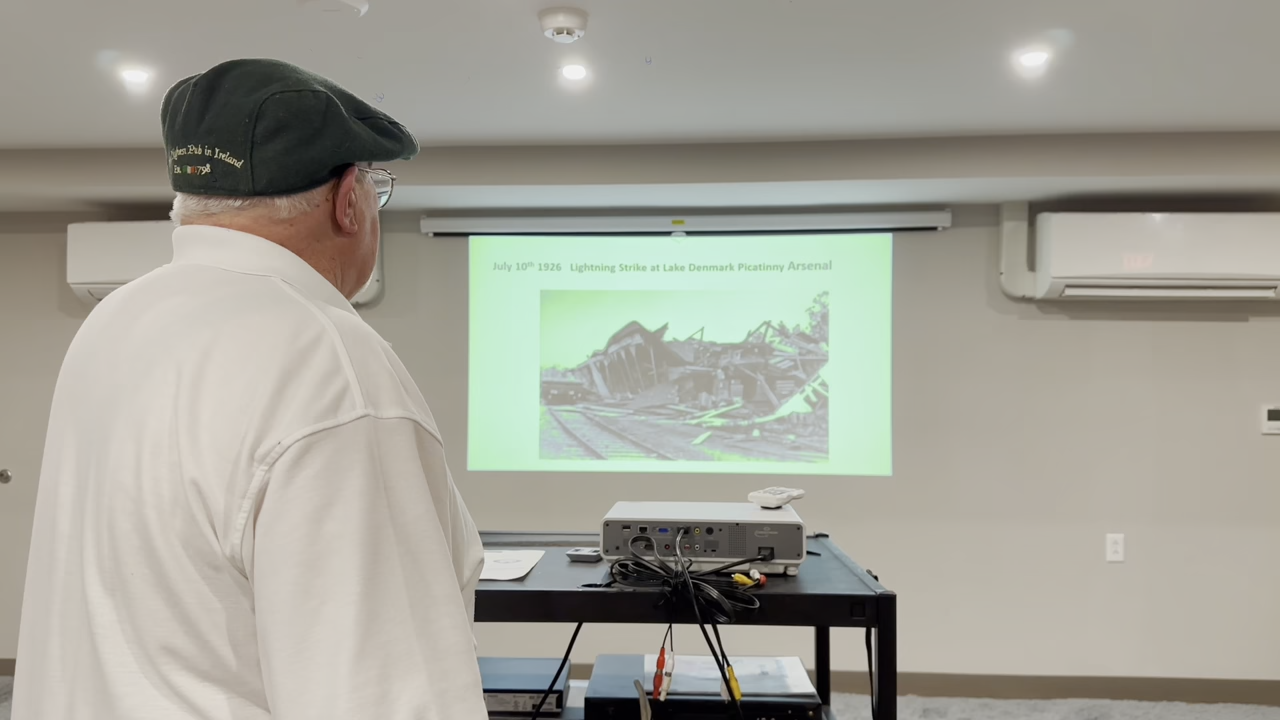 Pub in Ireland
Est. 1798
July 10th 1926 Lightning Strike at Lake Denmark Picatinny Arsenal